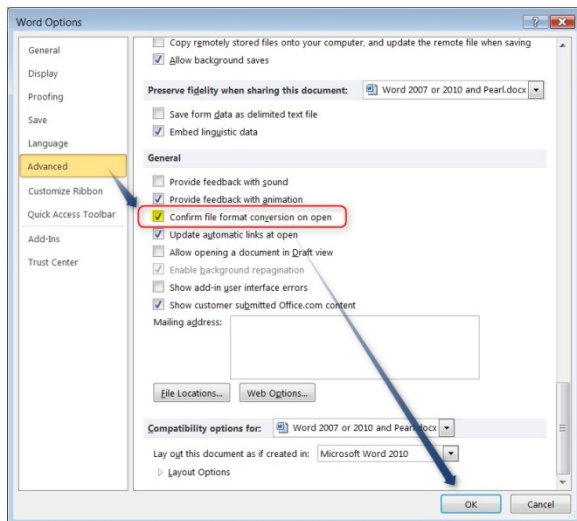 Word Options
General
Display
Proofing
Save
Language
Advanced
Customize Ribbon
Quick Access Toolbar
Add-Ins
Trust Center
Copy remotely stored files onto your computer, and update the remote file when saving
Allow background saves
Preserve fidelity when sharing this document: Word 2007 or 2010 and Pearl.docx
Save form data as delimited text file
Embed linguistic data
General
Provide feedback with sound
Provide feedback with animation
Confirm file format conversion on open
Update automatic links at open
Allow opening a document in Draft view
Enable background repagination
Show add-in user interface errors
Show customer submitted Office.com content
Mailing address:
File Locations... Web Options...
Compatibility options for: Word 2007 or 2010 and Pearl.docx
Lay out this document as if created in: Microsoft Word 2010
Layout Options
OK Cancel